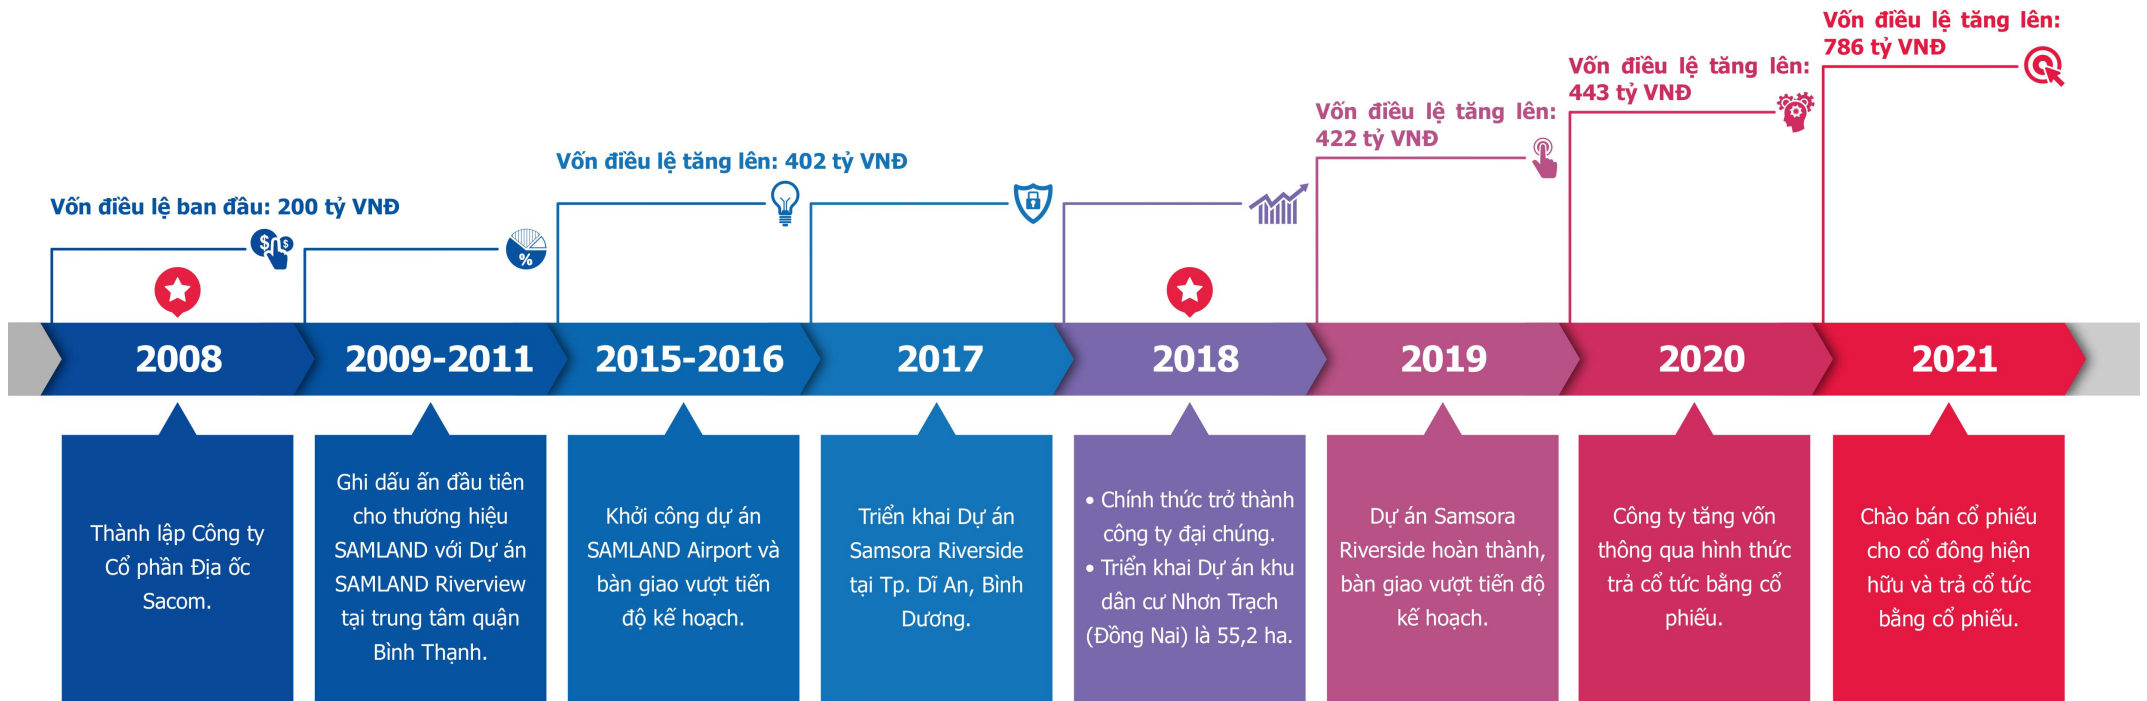 Vốn điều lệ ban đầu: 200 tỷ VNĐ
Vốn điều lệ tăng lên: 402 tỷ VNĐ
Vốn điều lệ tăng lên:
422 tỷ VNĐ
Vốn điều lệ tăng lên:
443 tỷ VNĐ
Vốn điều lệ tăng lên:
786 tỷ VNĐ
$
$
%
2008
2009-2011
2015-2016
2017
2018
2019
2020
2021
Thành lập Công ty
Cổ phần Địa ốc
Sacom.
Ghi dấu ấn đầu tiên
cho thương hiệu
SAMLAND với Dự án
SAMLAND Riverview
tại trung tâm quận
Bình Thạnh.
Khởi công dự án
SAMLAND Airport và
bàn giao vượt tiến
độ kế hoạch.
Triển khai Dự án
Samsora Riverside
tại Tp. Dĩ An, Bình
Dương.
• Chính thức trở thành
công ty đại chúng.
• Triển khai Dự án khu
dân cư Nhơn Trạch
(Đồng Nai) là 55,2 ha.
Dự án Samsora
Riverside hoàn thành,
bàn giao vượt tiến độ
kế hoạch.
Công ty tăng vốn
thông qua hình thức
trả cổ tức bằng cổ
phiếu.
Chào bán cổ phiếu
cho cổ đông hiện
hữu và trả cổ tức
bằng cổ phiếu.